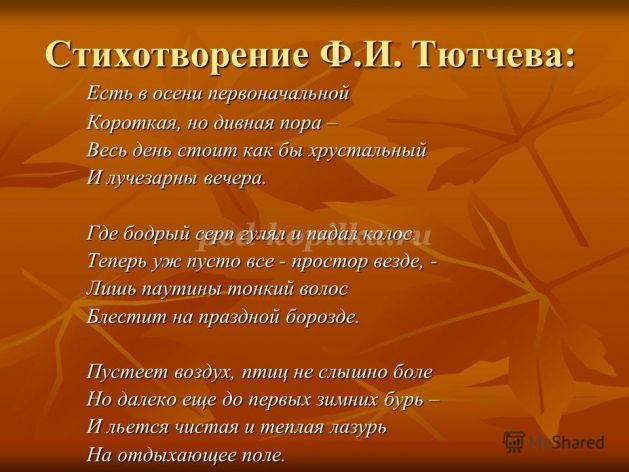 Стихотворение Ф.И. Тютчева:
Есть в осени первоначальной
Короткая, но дивная пора –
Весь день стоит как бы хрустальный
И лучезарны вечера.
Где бодрый серп гулял и падал колос.
Теперь уж пусто все - простор везде, -
Лишь паутины тонкий волос
Блестит на праздной борозде.
Пустеет воздух, птиц не слышно боле
Но далеко еще до первых зимних бурь –
И льется чистая и теплая лазурь
На отдыхающее поле.
ped-kopilka.ru
MyShared